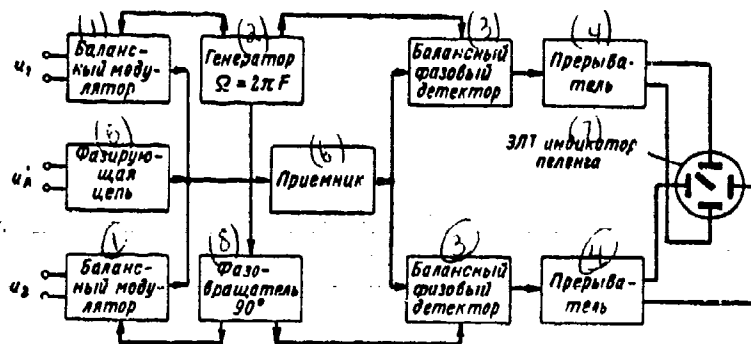 (1)
Баланс-
ный моду-
лятор
u₁
(2)
Генератор
Ω = 2πF
(3)
Балансный
фазовый
детектор
(4)
Прерыва-
тель
(5)
Фазирую-
щая
цепь
(6)
Приемник
(7)
ЭЛТ индикатор
пеленга
(1)
Баланс-
ный моду-
лятор
(8)
Фазо-
вращатель
90°
(3)
Балансный
фазовый
детектор
(4)
Прерыва-
тель